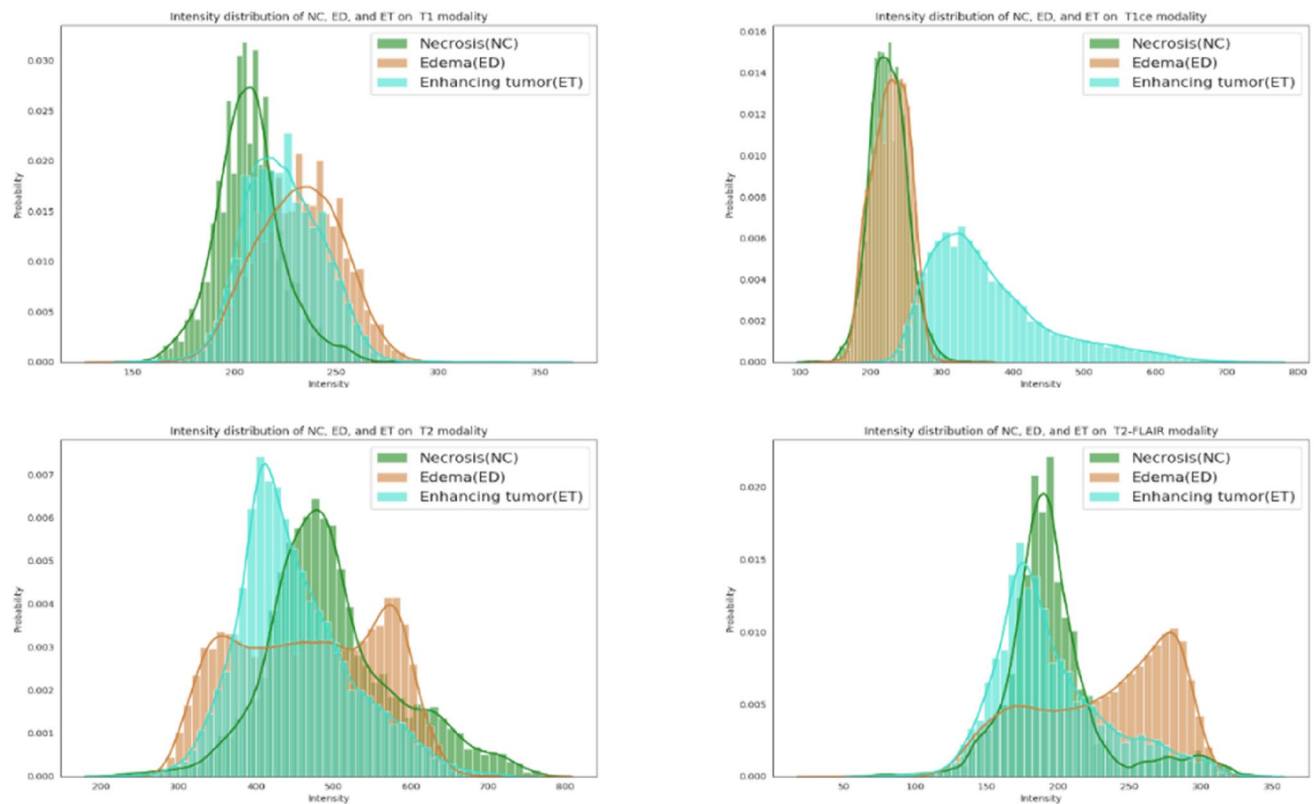 Intensity distribution of NC, ED, and ET on T1 modality
Necrosis(NC)
Edema(ED)
Enhancing tumor(ET)
0.030
0.025
0.020
0.015
0.010
0.005
0.000
Probability
150 200 250 300 350
Intensity
Intensity distribution of NC, ED, and ET on T1ce modality
Necrosis(NC)
Edema(ED)
Enhancing tumor(ET)
0.016
0.014
0.012
0.010
0.008
0.006
0.004
0.002
0.000
Probability
100 200 300 400 500 600 700 800
Intensity
Intensity distribution of NC, ED, and ET on T2 modality
Necrosis(NC)
Edema(ED)
Enhancing tumor(ET)
0.007
0.006
0.005
0.004
0.003
0.002
0.001
0.000
Probability
200 300 400 500 600 700 800
Intensity
Intensity distribution of NC, ED, and ET on T2-FLAIR modality
Necrosis(NC)
Edema(ED)
Enhancing tumor(ET)
0.020
0.015
0.010
0.005
0.000
Probability
50 100 150 200 250 300 350
Intensity